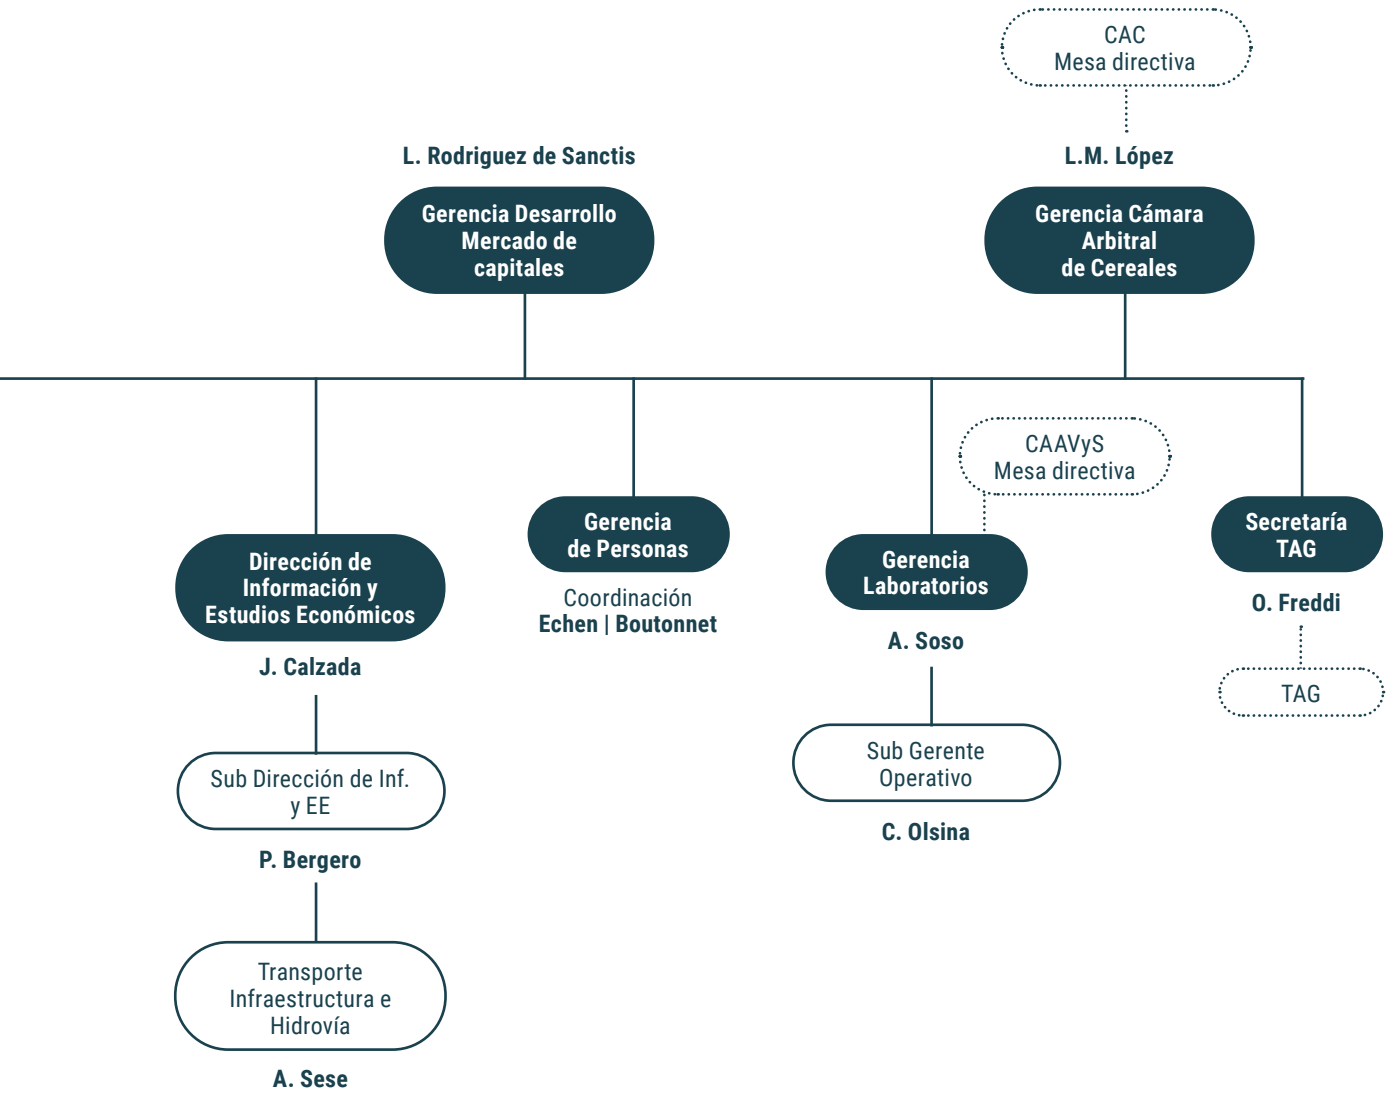 CAC
Mesa directiva
L. Rodriguez de Sanctis
L.M. López
Gerencia Desarrollo
Mercado de
capitales
Gerencia Cámara
Arbitral
de Cereales
CAAVyS
Mesa directiva
Dirección de
Información y
Estudios Económicos
J. Calzada
Gerencia
de Personas
Coordinación
Echen | Boutonnet
Gerencia
Laboratorios
A. Soso
Secretaría
TAG
O. Freddi
TAG
Sub Dirección de Inf.
y EE
P. Bergero
Sub Gerente
Operativo
C. Olsina
Transporte
Infraestructura e
Hidrovía
A. Sese